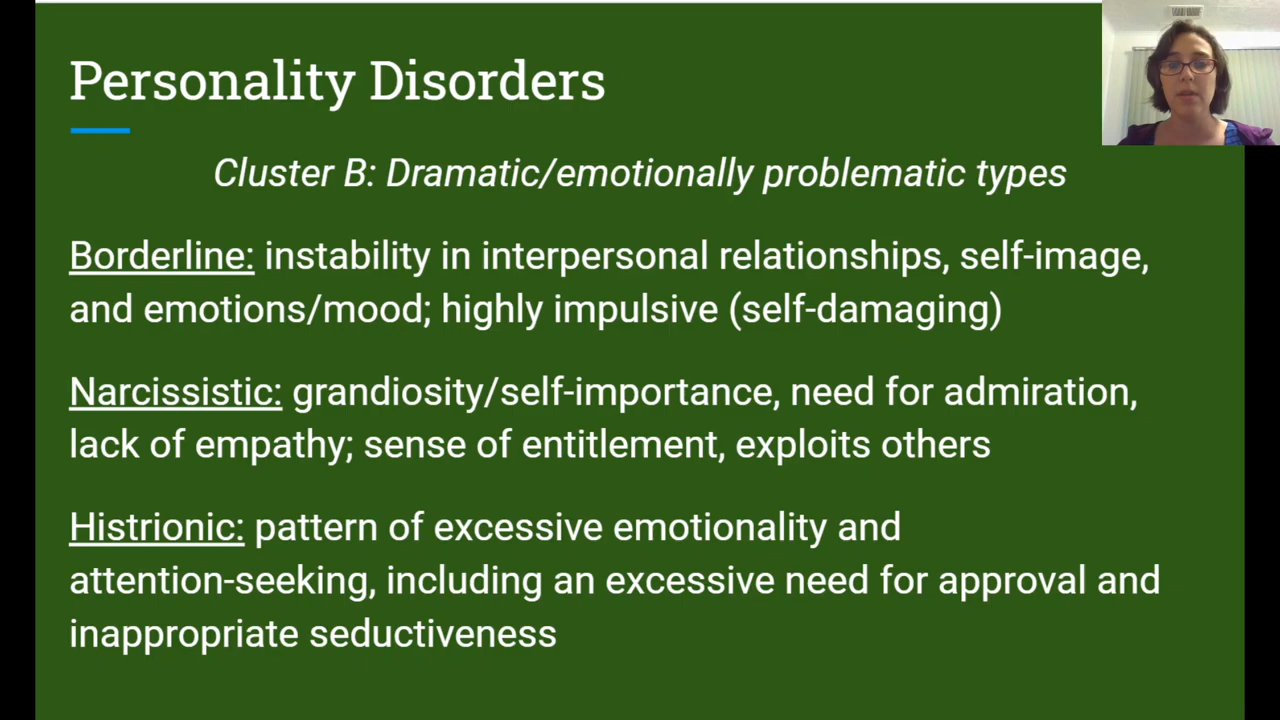 Personality Disorders
Cluster B: Dramatic/emotionally problematic types
Borderline: instability in interpersonal relationships, self-image,
and emotions/mood; highly impulsive (self-damaging)
Narcissistic: grandiosity/self-importance, need for admiration,
lack of empathy; sense of entitlement, exploits others
Histrionic: pattern of excessive emotionality and
attention-seeking, including an excessive need for approval and
inappropriate seductiveness